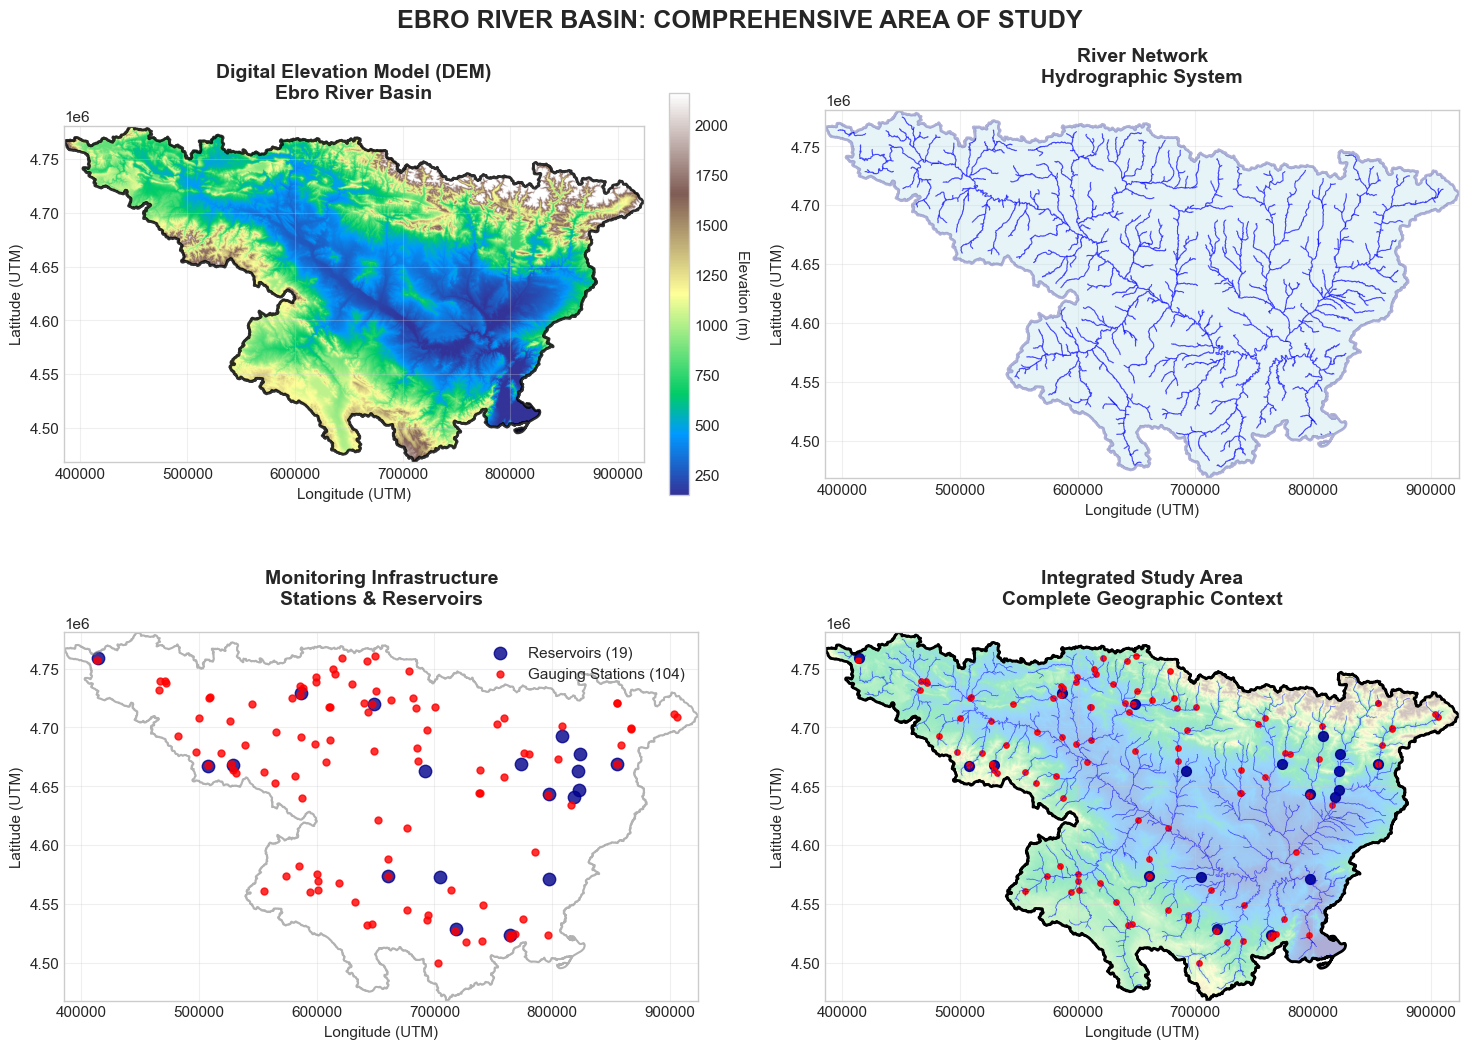 EBRO RIVER BASIN: COMPREHENSIVE AREA OF STUDY
Digital Elevation Model (DEM)
Ebro River Basin
1e6
4.75
4.70
4.65
4.60
4.55
4.50
Latitude (UTM)
400000 500000 600000 700000 800000 900000
Longitude (UTM)
2000
1750
1500
1250
1000
750
500
250
Elevation (m)
River Network
Hydrographic System
1e6
4.75
4.70
4.65
4.60
4.55
4.50
Latitude (UTM)
400000 500000 600000 700000 800000 900000
Longitude (UTM)
Monitoring Infrastructure
Stations & Reservoirs
1e6
Reservoirs (19)
Gauging Stations (104)
4.75
4.70
4.65
4.60
4.55
4.50
Latitude (UTM)
400000 500000 600000 700000 800000 900000
Longitude (UTM)
Integrated Study Area
Complete Geographic Context
1e6
4.75
4.70
4.65
4.60
4.55
4.50
Latitude (UTM)
400000 500000 600000 700000 800000 900000
Longitude (UTM)